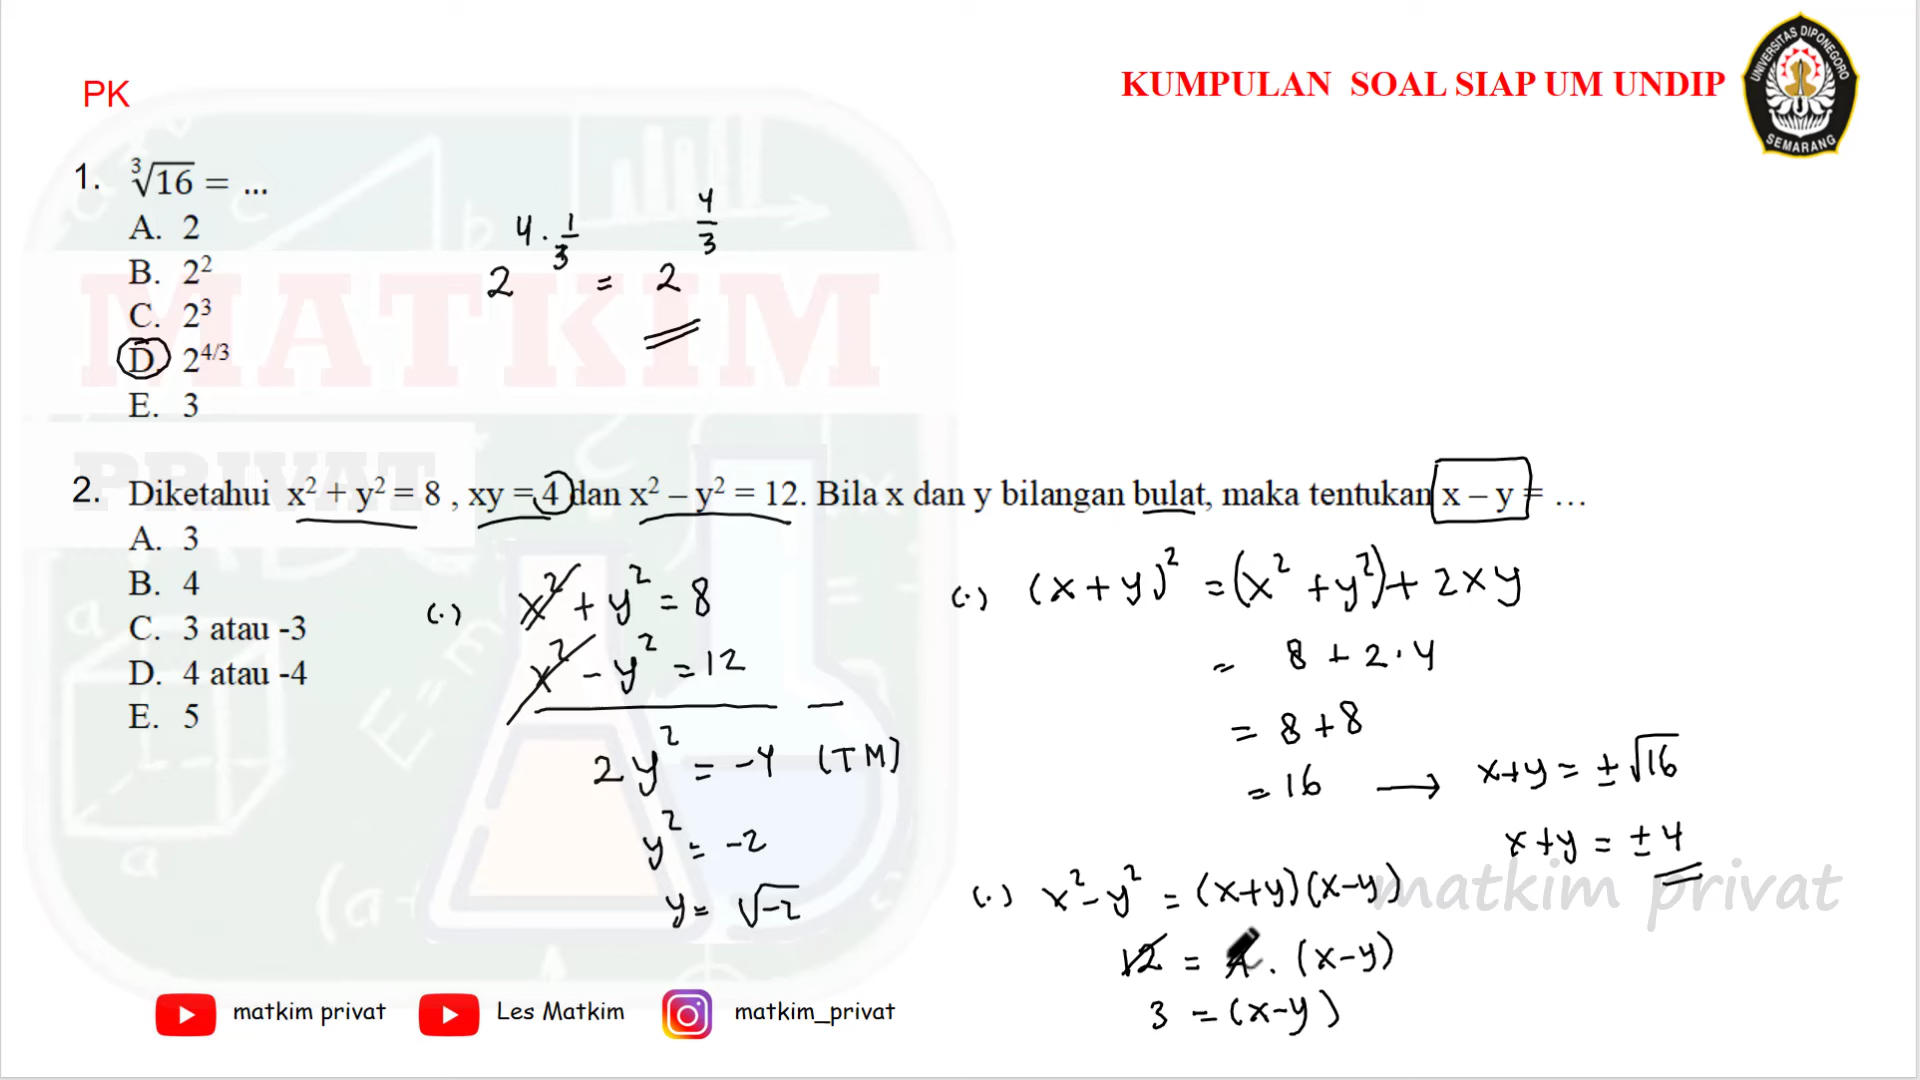 PK
KUMPULAN SOAL SIAP UM UNDIP
UNIVERSITAS DIPONEGORO
SEMARANG
1. ∛16 = ...
A. 2
B. 2²
C. 2³
D. 2^{4/3}
E. 3
2^{4 · 1/3} = 2^{4/3}
MATKIM
PRIVAT
2. Diketahui x² + y² = 8 , xy = 4 dan x² – y² = 12. Bila x dan y bilangan bulat, maka tentukan x – y = …
A. 3
B. 4
C. 3 atau -3
D. 4 atau -4
E. 5
(·) x² + y² = 8
x² - y² = 12
2y² = -4 (TM)
y² = -2
y = √-2
(·) (x+y)² = (x² + y²) + 2xy
= 8 + 2·4
= 8 + 8
= 16 → x+y = ±√16
x+y = ±4
(·) x² - y² = (x+y)(x-y)
12 = 4 · (x-y)
3 = (x-y)
matkim privat
matkim privat
Les Matkim
matkim_privat